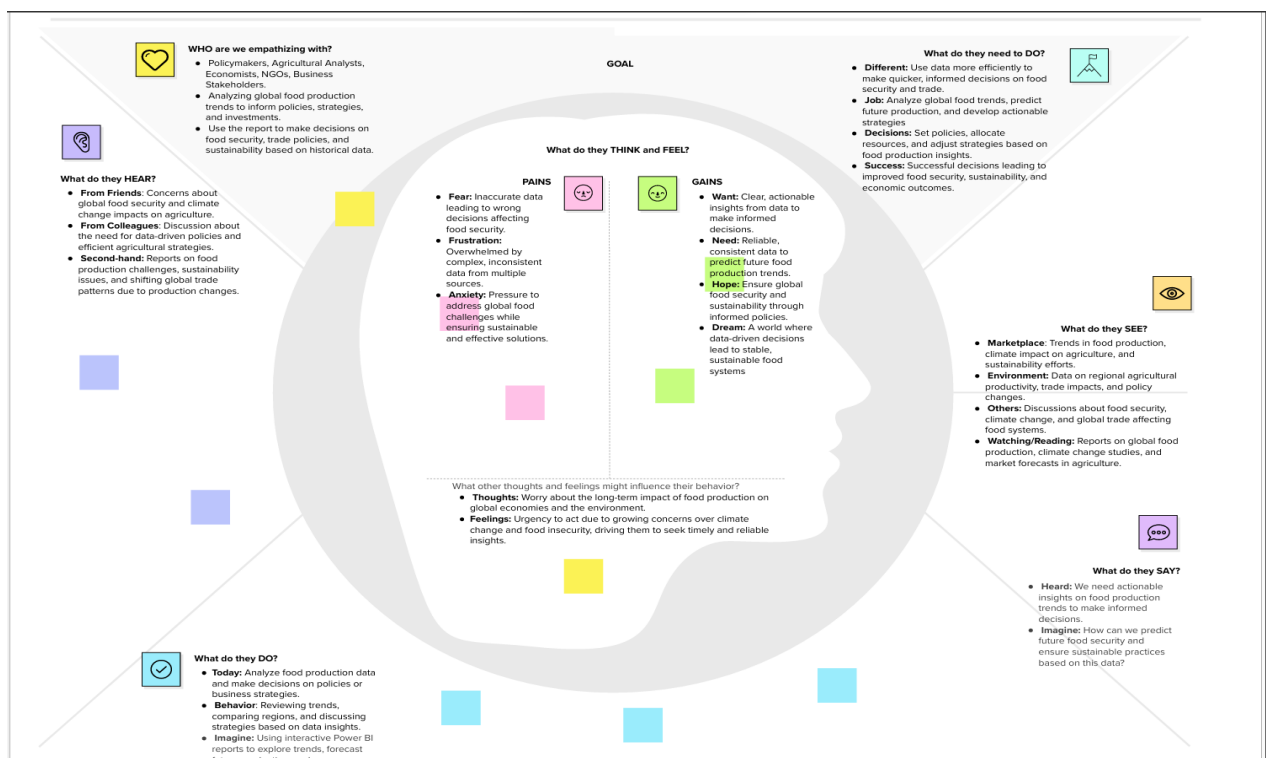 WHO are we empathizing with?
● Policymakers, Agricultural Analysts,
Economists, NGOs, Business
Stakeholders.
● Analyzing global food production
trends to inform policies, strategies,
and investments.
● Use the report to make decisions on
food security, trade policies, and
sustainability based on historical data.
GOAL
What do they need to DO?
● Different: Use data more efficiently to
make quicker, informed decisions on food
security and trade.
● Job: Analyze global food trends, predict
future production, and develop actionable
strategies
● Decisions: Set policies, allocate
resources, and adjust strategies based on
food production insights.
● Success: Successful decisions leading to
improved food security, sustainability, and
economic outcomes.
What do they HEAR?
● From Friends: Concerns about
global food security and climate
change impacts on agriculture.
● From Colleagues: Discussion about
the need for data-driven policies and
efficient agricultural strategies.
● Second-hand: Reports on food
production challenges, sustainability
issues, and shifting global trade
patterns due to production changes.
What do they THINK and FEEL?
PAINS
● Fear: Inaccurate data
leading to wrong
decisions affecting
food security.
● Frustration:
Overwhelmed by
complex, inconsistent
data from multiple
sources.
● Anxiety: Pressure to
address global food
challenges while
ensuring sustainable
and effective solutions.
GAINS
● Want: Clear, actionable
insights from data to
make informed
decisions.
● Need: Reliable,
consistent data to
predict future food
production trends.
● Hope: Ensure global
food security and
sustainability through
informed policies.
● Dream: A world where
data-driven decisions
lead to stable,
sustainable food
systems
What do they SEE?
● Marketplace: Trends in food production,
climate impact on agriculture, and
sustainability efforts.
● Environment: Data on regional agricultural
productivity, trade impacts, and policy
changes.
● Others: Discussions about food security,
climate change, and global trade affecting
food systems.
● Watching/Reading: Reports on global food
production, climate change studies, and
market forecasts in agriculture.
What other thoughts and feelings might influence their behavior?
● Thoughts: Worry about the long-term impact of food production on
global economies and the environment.
● Feelings: Urgency to act due to growing concerns over climate
change and food insecurity, driving them to seek timely and reliable
insights.
What do they SAY?
● Heard: We need actionable
insights on food production
trends to make informed
decisions.
● Imagine: How can we predict
future food security and
ensure sustainable practices
based on this data?
What do they DO?
● Today: Analyze food production data
and make decisions on policies or
business strategies.
● Behavior: Reviewing trends,
comparing regions, and discussing
strategies based on data insights.
● Imagine: Using interactive Power BI
reports to explore trends, forecast